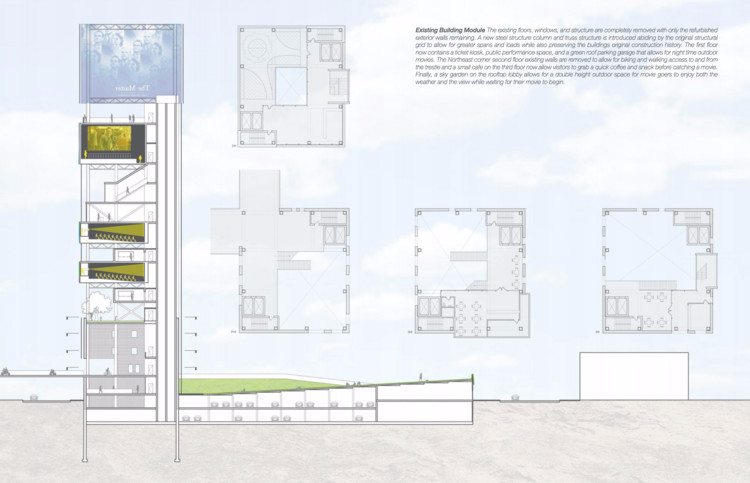 Existing Building Module The existing floors, windows, and structure are completely removed with only the refurbished
exterior walls remaining. A new steel structure column and truss structure is introduced abiding by the original structural
grid to allow for greater spans and loads while also preserving the buildings original construction history. The first floor
now contains a ticket kiosk, public performance space, and a green roof parking garage that allows for night time outdoor
movies. The Northeast corner second floor existing walls are removed to allow for biking and walking access to and from
the trestle and a small cafe on the third floor now allow visitors to grab a quick coffee and snack before catching a movie.
Finally, a sky garden on the rooftop lobby allows for a double height outdoor space for movie goers to enjoy both the
weather and the view while waiting for their movie to begin.